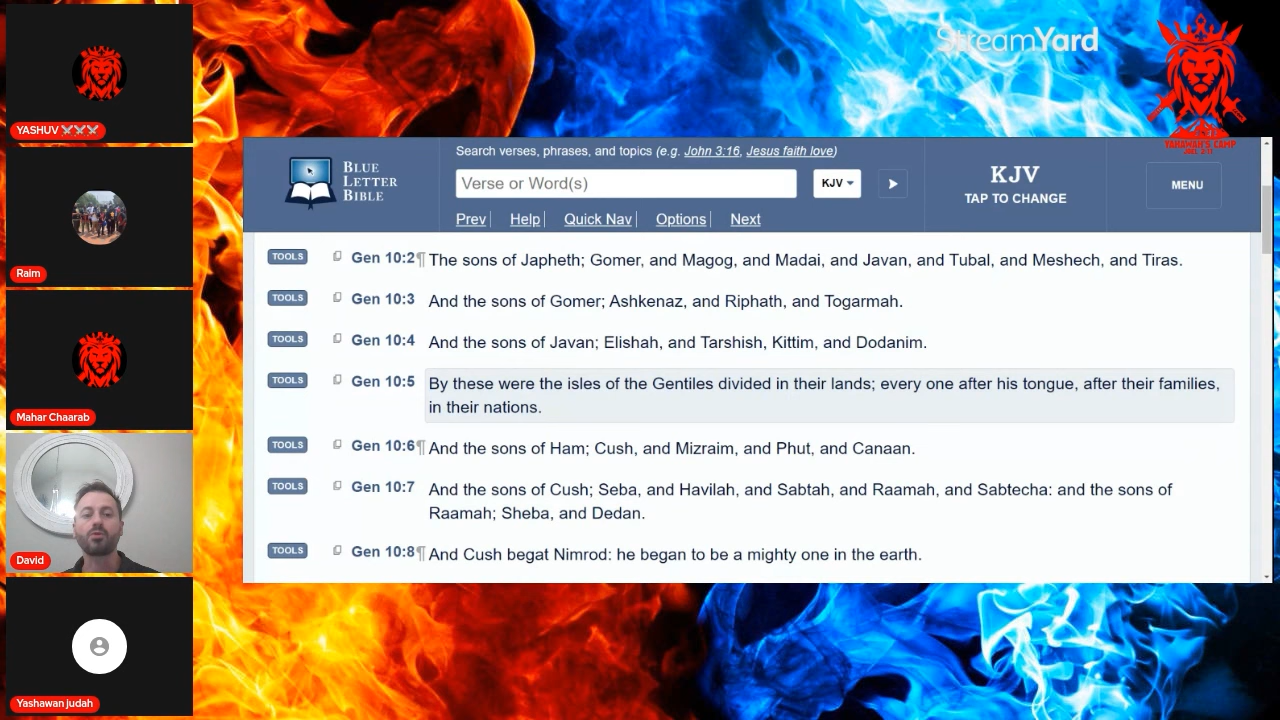 YASHUV ⚔⚔⚔
Raim
Mahar Chaarab
David
Yashawan judah
StreamYard
YAHAWAH'S CAMP
BLUE
LETTER
BIBLE
Search verses, phrases, and topics (e.g. John 3:16, Jesus faith love)
Verse or Word(s)
KJV
Prev | Help | Quick Nav | Options | Next
KJV
TAP TO CHANGE
MENU
TOOLS Gen 10:2 ¶ The sons of Japheth; Gomer, and Magog, and Madai, and Javan, and Tubal, and Meshech, and Tiras.
TOOLS Gen 10:3 And the sons of Gomer; Ashkenaz, and Riphath, and Togarmah.
TOOLS Gen 10:4 And the sons of Javan; Elishah, and Tarshish, Kittim, and Dodanim.
TOOLS Gen 10:5 By these were the isles of the Gentiles divided in their lands; every one after his tongue, after their families,
in their nations.
TOOLS Gen 10:6 ¶ And the sons of Ham; Cush, and Mizraim, and Phut, and Canaan.
TOOLS Gen 10:7 And the sons of Cush; Seba, and Havilah, and Sabtah, and Raamah, and Sabtecha: and the sons of
Raamah; Sheba, and Dedan.
TOOLS Gen 10:8 ¶ And Cush begat Nimrod: he began to be a mighty one in the earth.